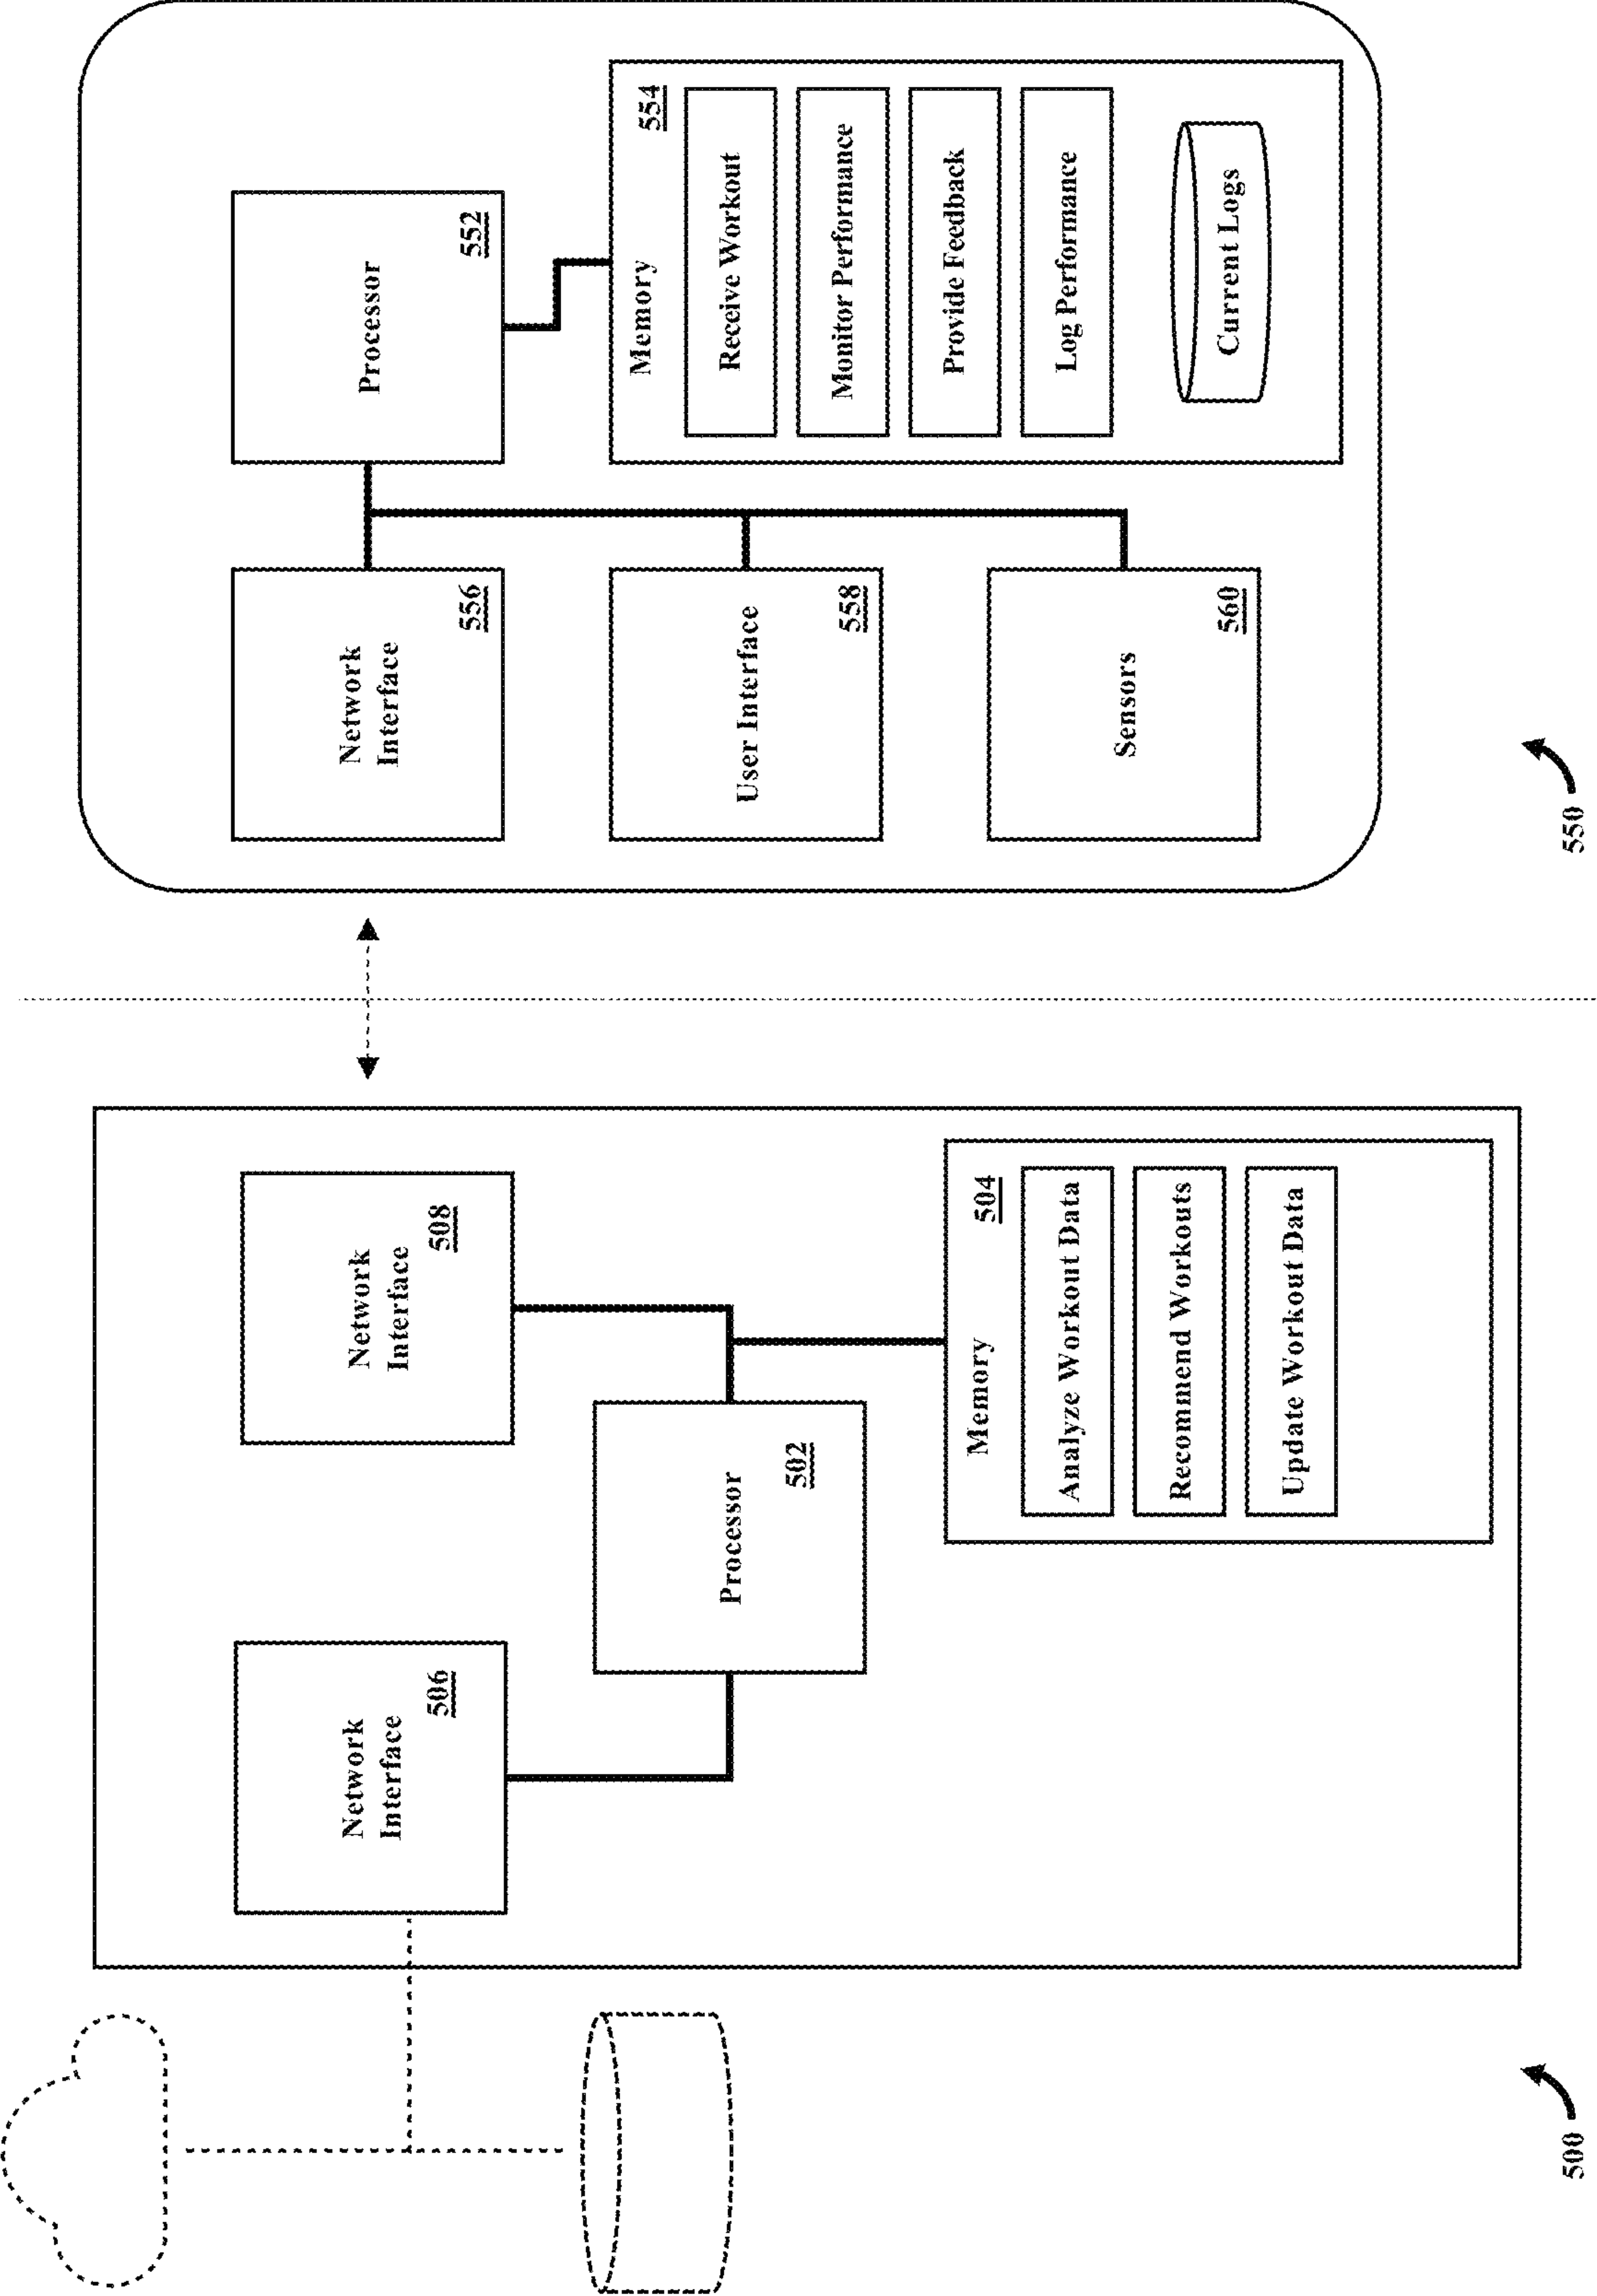 Network
Interface
506
Network
Interface
508
Processor
502
Memory
504
Analyze Workout Data
Recommend Workouts
Update Workout Data
500
Network
Interface
556
Processor
552
User Interface
558
Memory
554
Receive Workout
Monitor Performance
Provide Feedback
Log Performance
Current Logs
Sensors
560
550